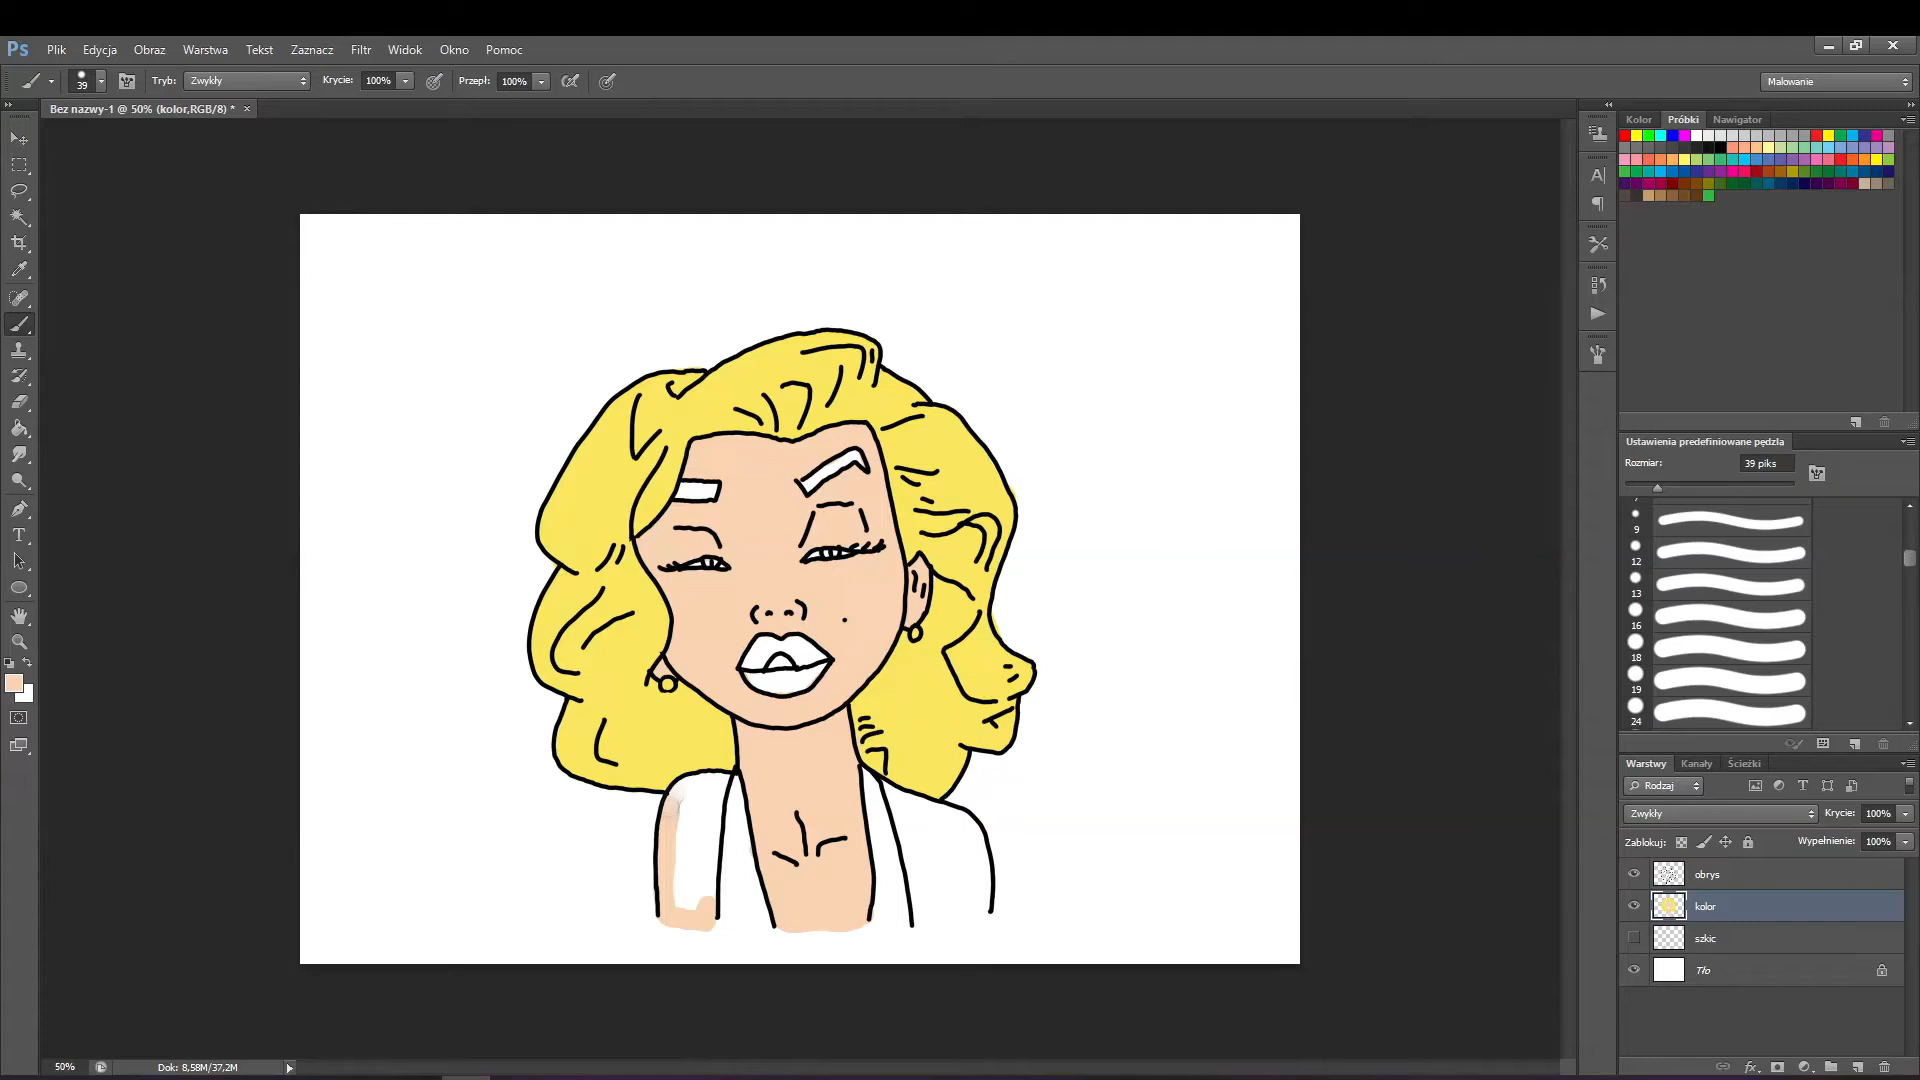 Ps Plik Edycja Obraz Warstwa Tekst Zaznacz Filtr Widok Okno Pomoc
39 Tryb: Zwykły Krycie: 100% Przepł: 100% Malowanie
Bez nazwy-1 @ 50% (kolor,RGB/8) * ×
Kolor Próbki Nawigator
Ustawienia predefiniowane pędzla
Rozmiar: 39 piks
9
12
13
16
18
19
24
Warstwy Kanały Ścieżki
Rodzaj
Zwykły Krycie: 100%
Zablokuj: Wypełnienie: 100%
obrys
kolor
szkic
Tło
50% Dok: 8,58M/37,2M